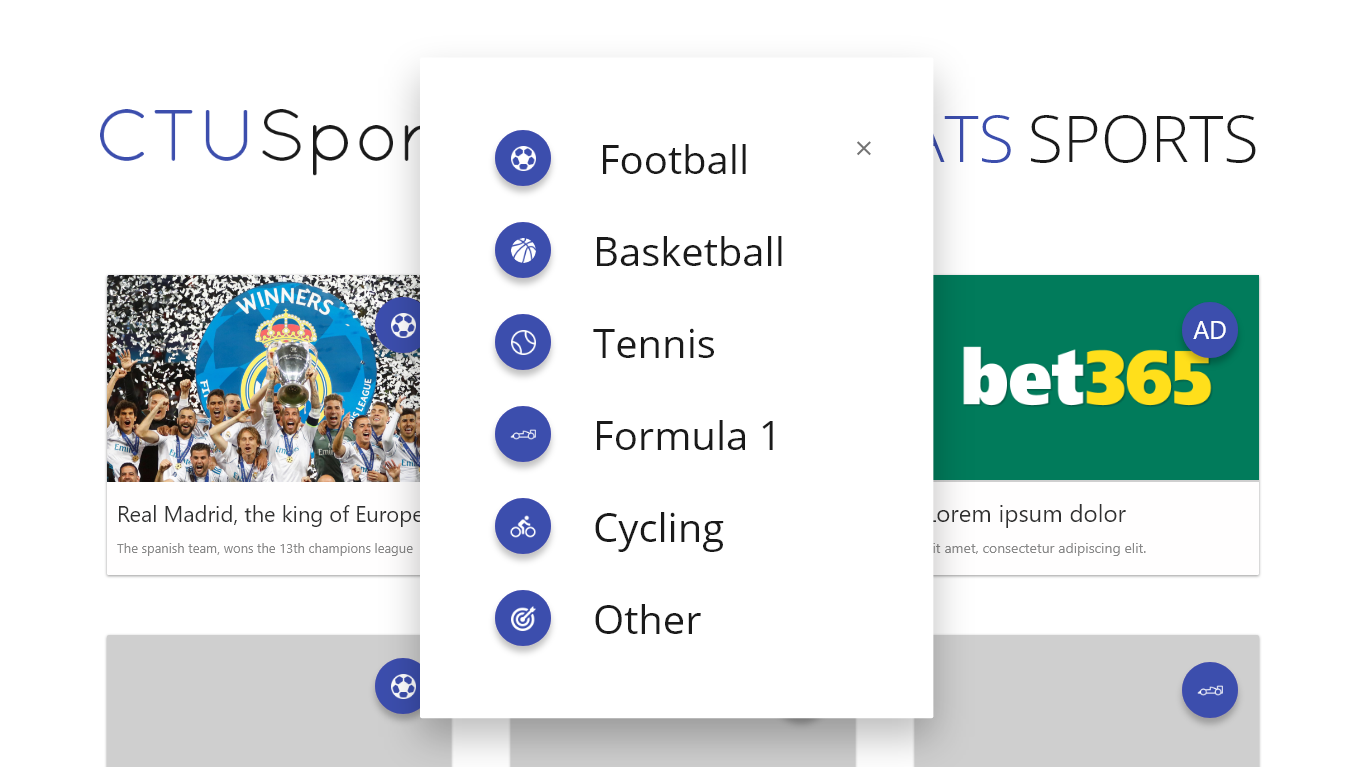 CTUSpor
ATS SPORTS
Football
Basketball
Tennis
Formula 1
Cycling
Other
WINNERS
Real Madrid, the king of Europe
The spanish team, wons the 13th champions league
AD
bet365
Lorem ipsum dolor
it amet, consectetur adipiscing elit.